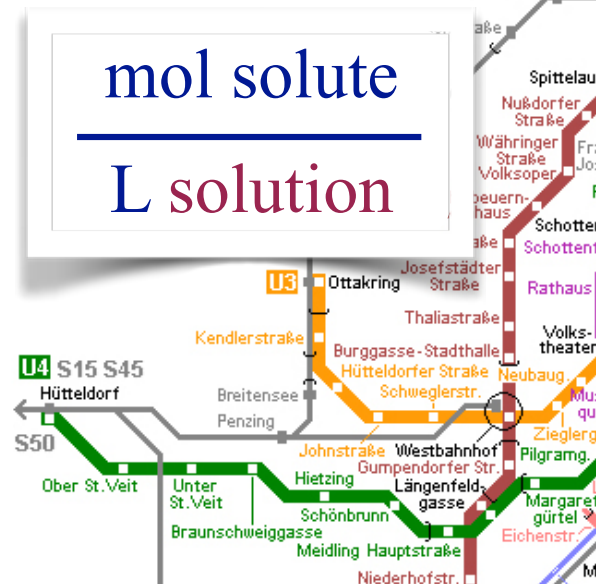 mol solute
L solution
Spittelau
Nußdorfer
Straße
Währinger
Straße
Volksoper
Schotten
Josefstädter
Straße
Rathaus
U3
Ottakring
Thaliastraße
Kendlerstraße
Burggasse-Stadthalle
Volks-
theater
Hütteldorfer Straße
Schweglerstr.
Neubaug.
U4 S15 S45
Hütteldorf
Breitensee
Penzing
S50
Johnstraße
Westbahnhof
Zieglerg
Gumpendorfer Str.
Pilgramg.
Ober St.Veit
Unter
St.Veit
Hietzing
Längenfeld-
gasse
Schönbrunn
Margaret
gürtel
Braunschweiggasse
Eichenstr.
Meidling Hauptstraße
Niederhofstr.